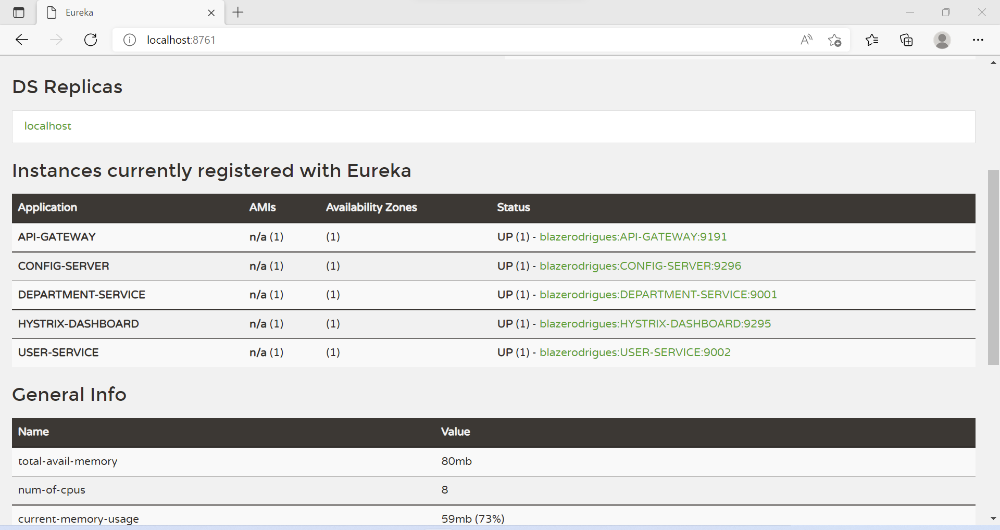 Eureka
localhost:8761
DS Replicas
localhost
Instances currently registered with Eureka
Application AMIs Availability Zones Status
API-GATEWAY n/a (1) (1) UP (1) - blazerodrigues:API-GATEWAY:9191
CONFIG-SERVER n/a (1) (1) UP (1) - blazerodrigues:CONFIG-SERVER:9296
DEPARTMENT-SERVICE n/a (1) (1) UP (1) - blazerodrigues:DEPARTMENT-SERVICE:9001
HYSTRIX-DASHBOARD n/a (1) (1) UP (1) - blazerodrigues:HYSTRIX-DASHBOARD:9295
USER-SERVICE n/a (1) (1) UP (1) - blazerodrigues:USER-SERVICE:9002
General Info
Name Value
total-avail-memory 80mb
num-of-cpus 8
current-memory-usage 59mb (73%)